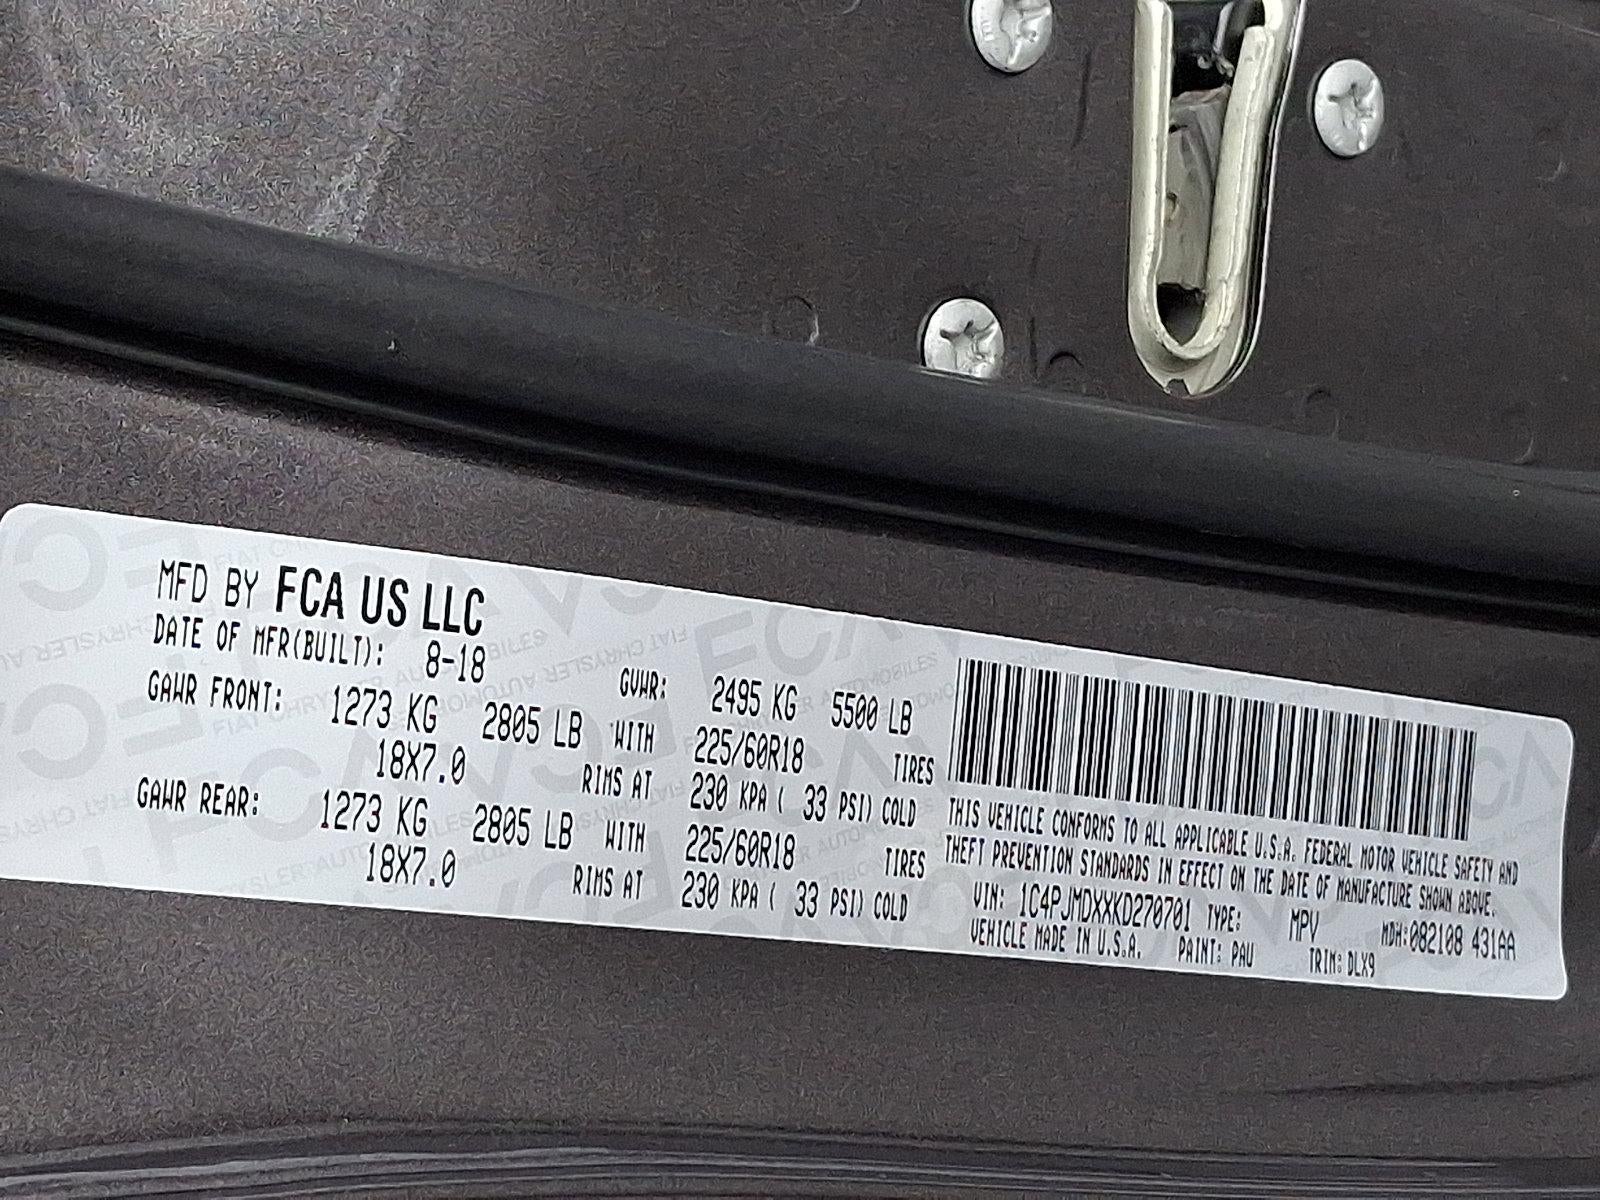 MFD BY FCA US LLC
DATE OF MFR(BUILT): 8-18 GVWR: 2495 KG 5500 LB
GAWR FRONT: 1273 KG 2805 LB WITH 225/60R18 TIRES
18X7.0 RIMS AT 230 KPA ( 33 PSI) COLD
GAWR REAR: 1273 KG 2805 LB WITH 225/60R18 TIRES
18X7.0 RIMS AT 230 KPA ( 33 PSI) COLD
THIS VEHICLE CONFORMS TO ALL APPLICABLE U.S.A. FEDERAL MOTOR VEHICLE SAFETY AND
THEFT PREVENTION STANDARDS IN EFFECT ON THE DATE OF MANUFACTURE SHOWN ABOVE.
VIN: 1C4PJMDXXKD270701 TYPE: MPV MDH:082108 431AA
VEHICLE MADE IN U.S.A. PAINT: PAU TRIM: DLX9